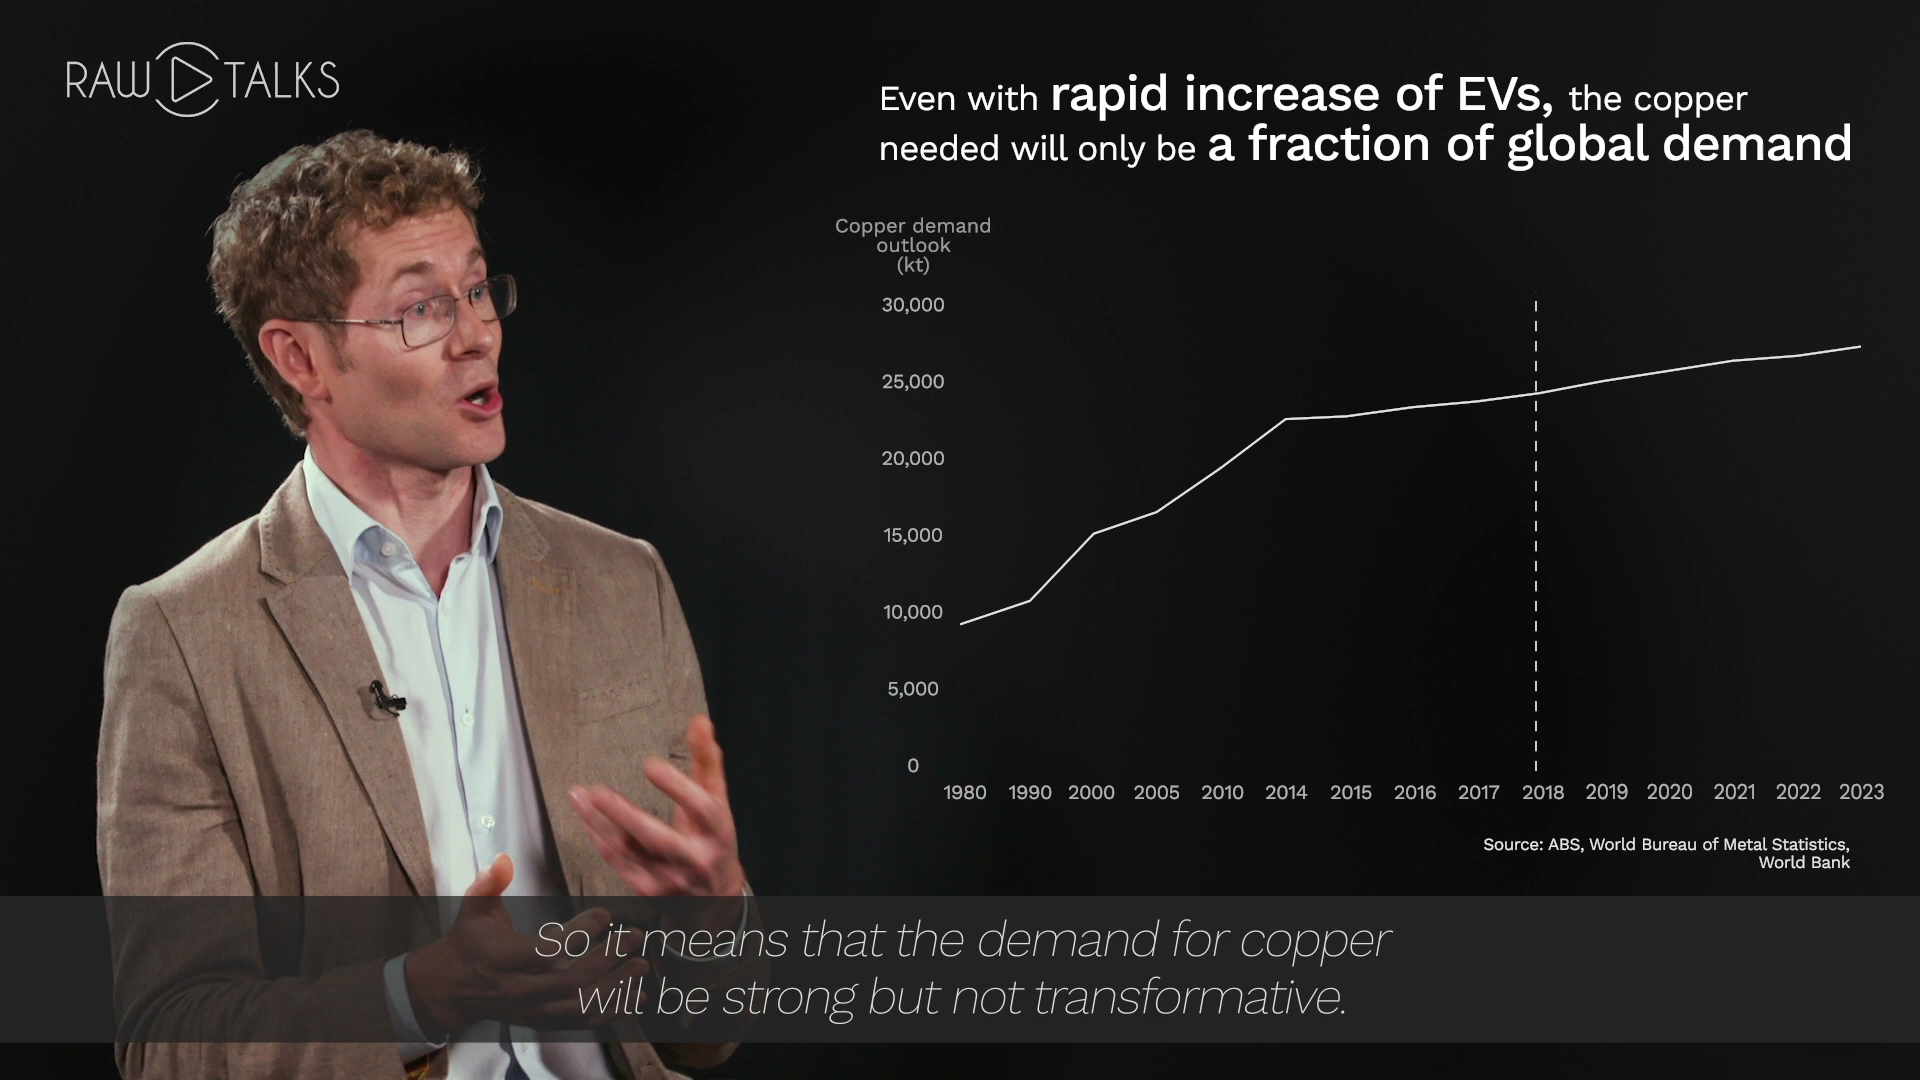 RAW TALKS
Even with rapid increase of EVs, the copper
needed will only be a fraction of global demand
Copper demand
outlook
(kt)
30,000
25,000
20,000
15,000
10,000
5,000
0
1980 1990 2000 2005 2010 2014 2015 2016 2017 2018 2019 2020 2021 2022 2023
Source: ABS, World Bureau of Metal Statistics,
World Bank
So it means that the demand for copper
will be strong but not transformative.